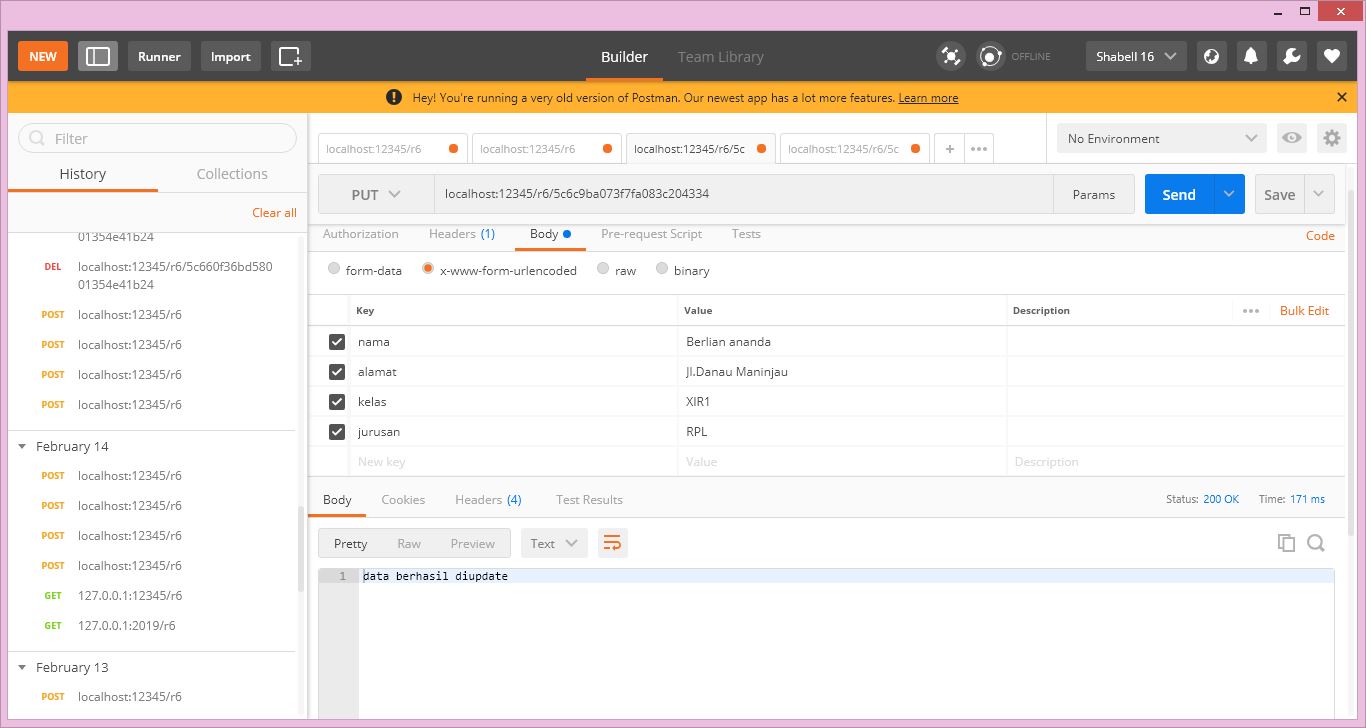 NEW Runner Import Builder Team Library OFFLINE Shabell 16
Hey! You're running a very old version of Postman. Our newest app has a lot more features. Learn more
Filter
History Collections
Clear all
01354e41b24
DEL localhost:12345/r6/5c660f36bd580
01354e41b24
POST localhost:12345/r6
POST localhost:12345/r6
POST localhost:12345/r6
POST localhost:12345/r6
February 14
POST localhost:12345/r6
POST localhost:12345/r6
POST localhost:12345/r6
POST localhost:12345/r6
GET 127.0.0.1:12345/r6
GET 127.0.0.1:2019/r6
February 13
POST localhost:12345/r6
localhost:12345/r6 localhost:12345/r6 localhost:12345/r6/5c localhost:12345/r6/5c + •••
No Environment
PUT localhost:12345/r6/5c6c9ba073f7fa083c204334 Params Send Save
Authorization Headers (1) Body Pre-request Script Tests Code
form-data x-www-form-urlencoded raw binary
Key Value Description ••• Bulk Edit
nama Berlian ananda
alamat Jl.Danau Maninjau
kelas XIR1
jurusan RPL
New key Value Description
Body Cookies Headers (4) Test Results Status: 200 OK Time: 171 ms
Pretty Raw Preview Text
1 data berhasil diupdate